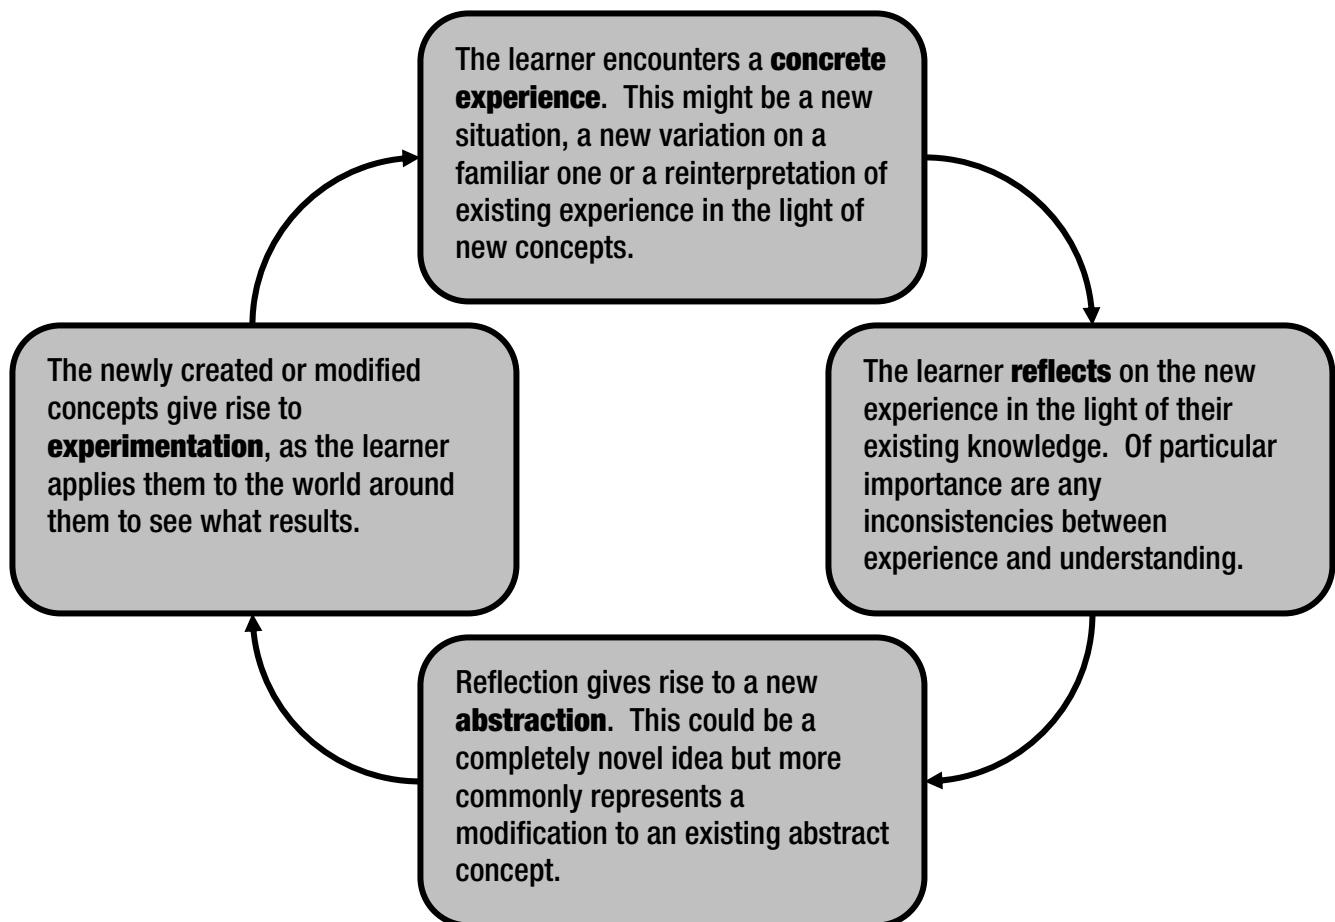 The learner encounters a concrete
experience.  This might be a new
situation, a new variation on a
familiar one or a reinterpretation of
existing experience in the light of
new concepts.
The learner reflects on the new
experience in the light of their
existing knowledge.  Of particular
importance are any
inconsistencies between
experience and understanding.
Reflection gives rise to a new
abstraction.  This could be a
completely novel idea but more
commonly represents a
modification to an existing abstract
concept.
The newly created or modified
concepts give rise to
experimentation, as the learner
applies them to the world around
them to see what results.